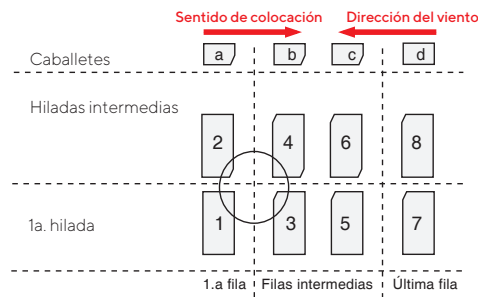 Sentido de colocación Dirección del viento
Caballetes a b c d
Hiladas intermedias
2 4 6 8
1a. hilada 1 3 5 7
1.a fila Filas intermedias Última fila